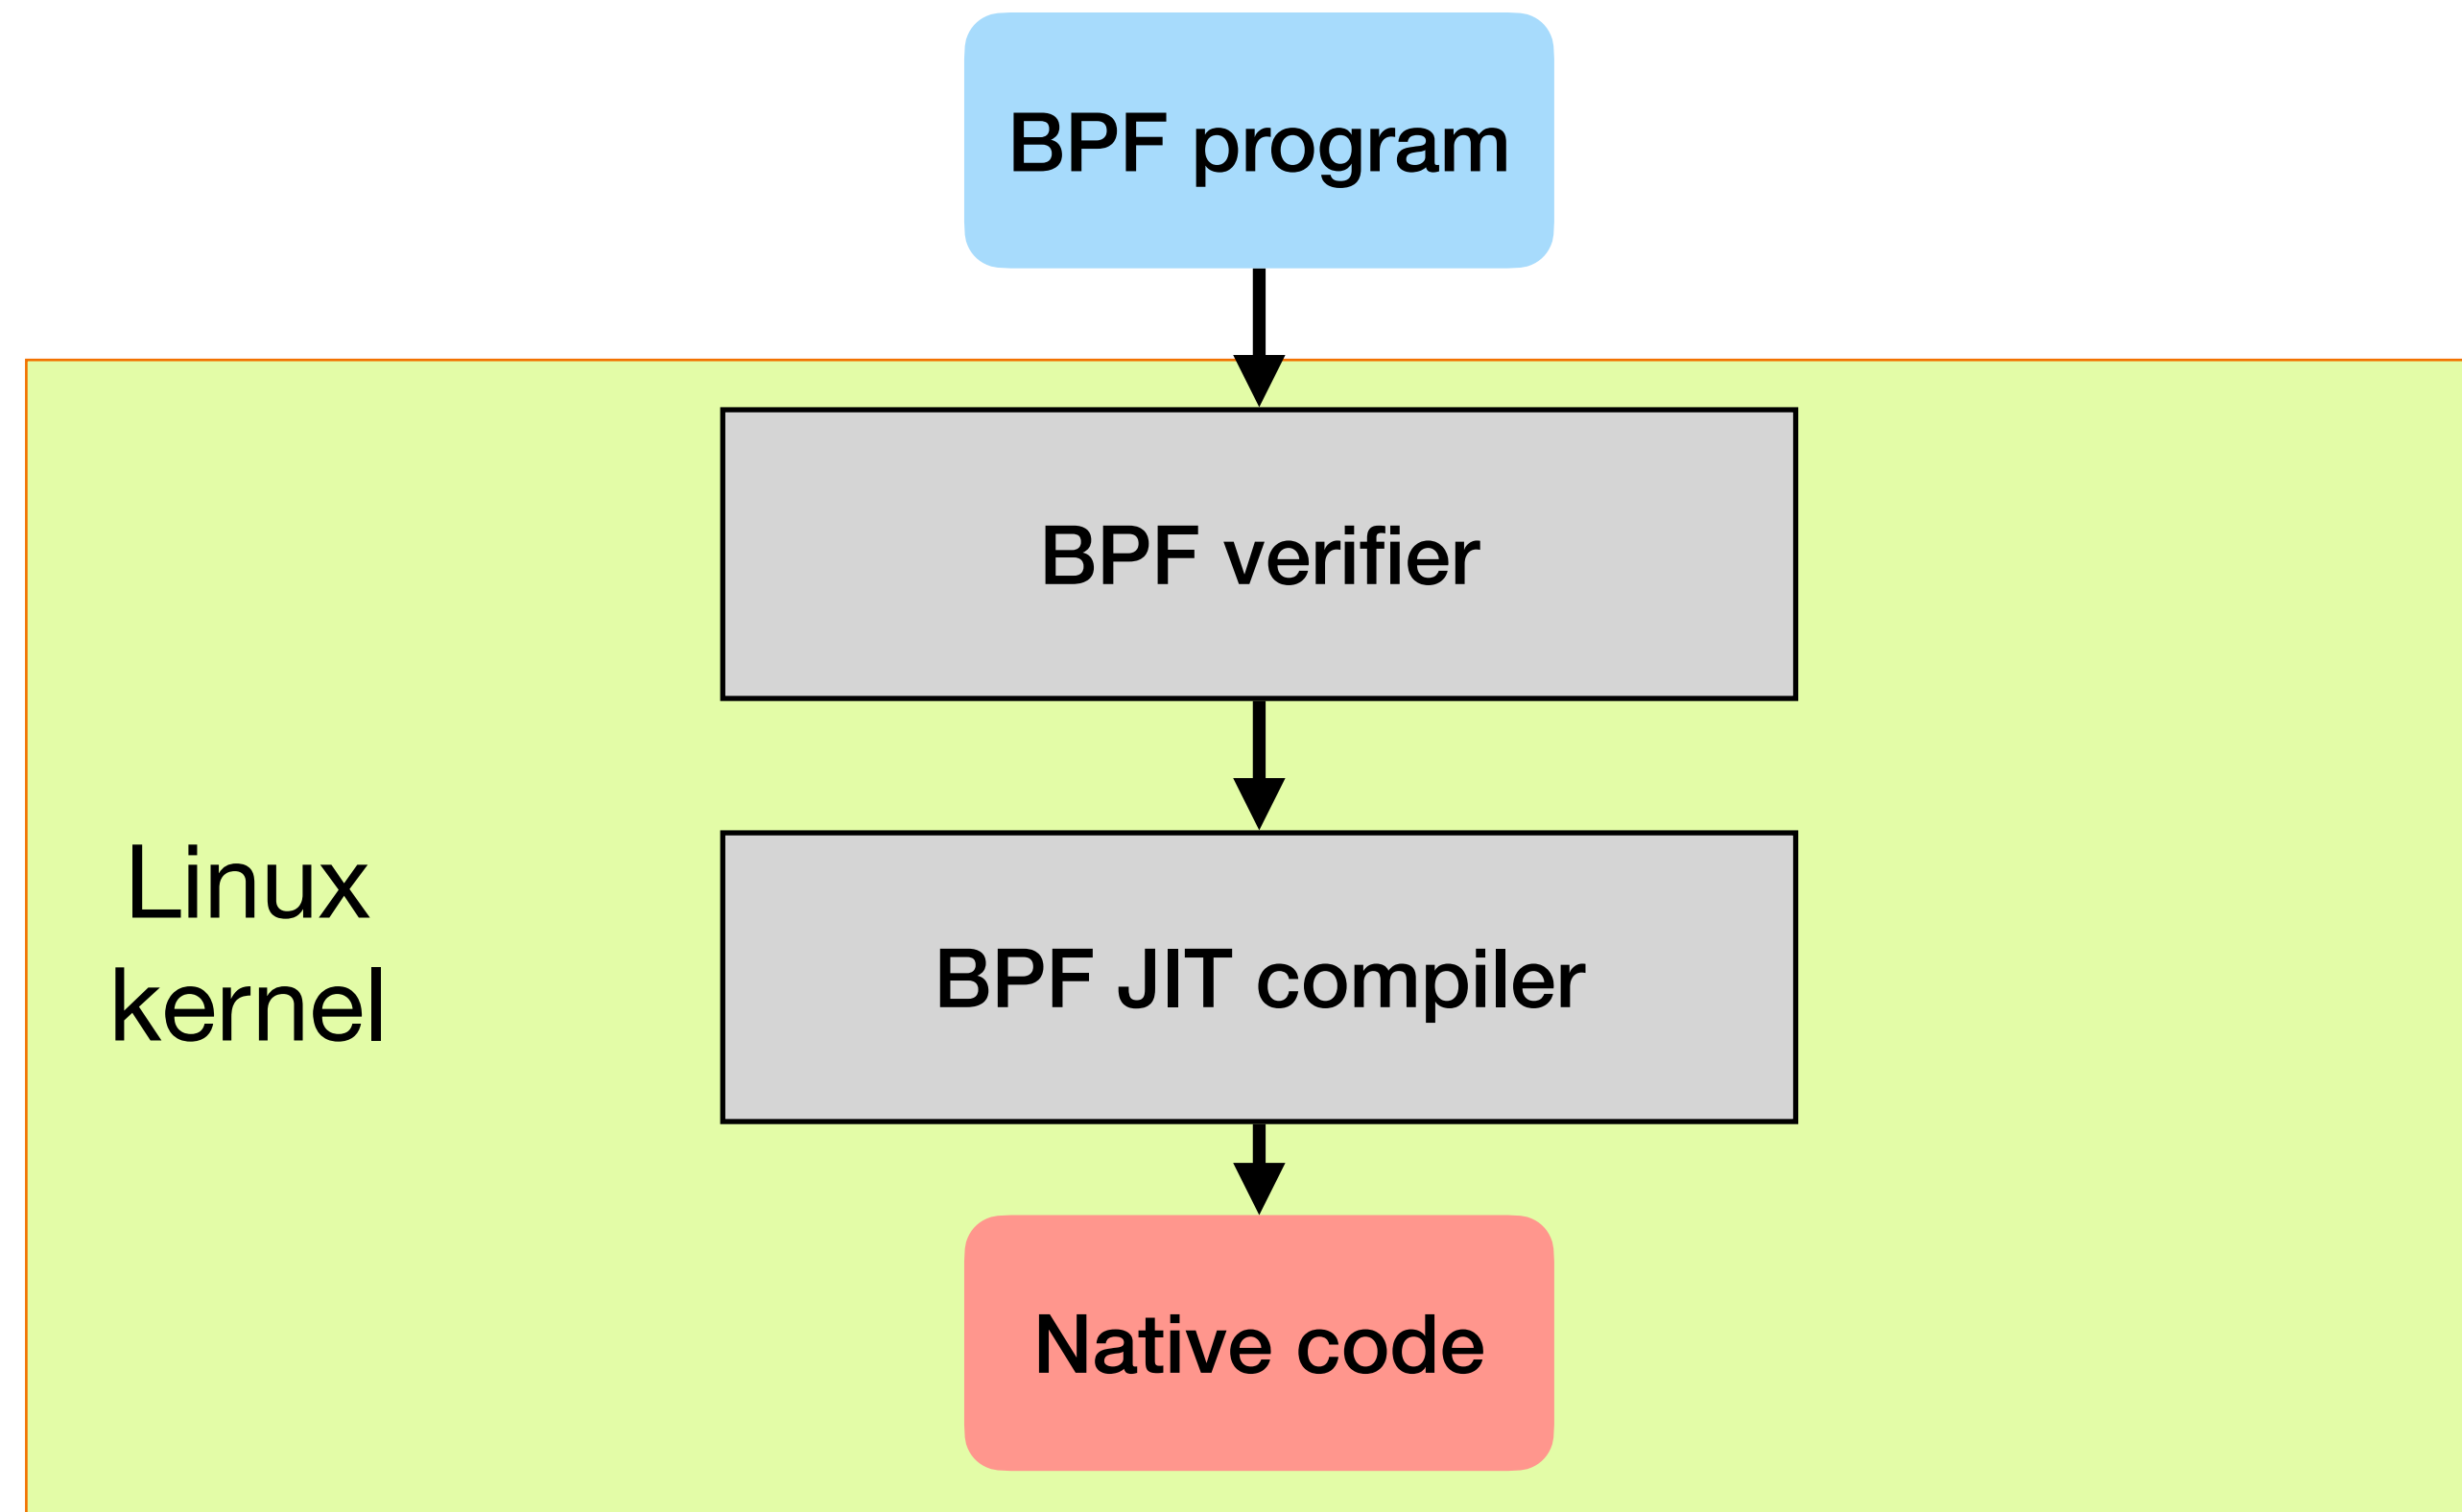 BPF program
BPF verifier
Linux
kernel
BPF JIT compiler
Native code